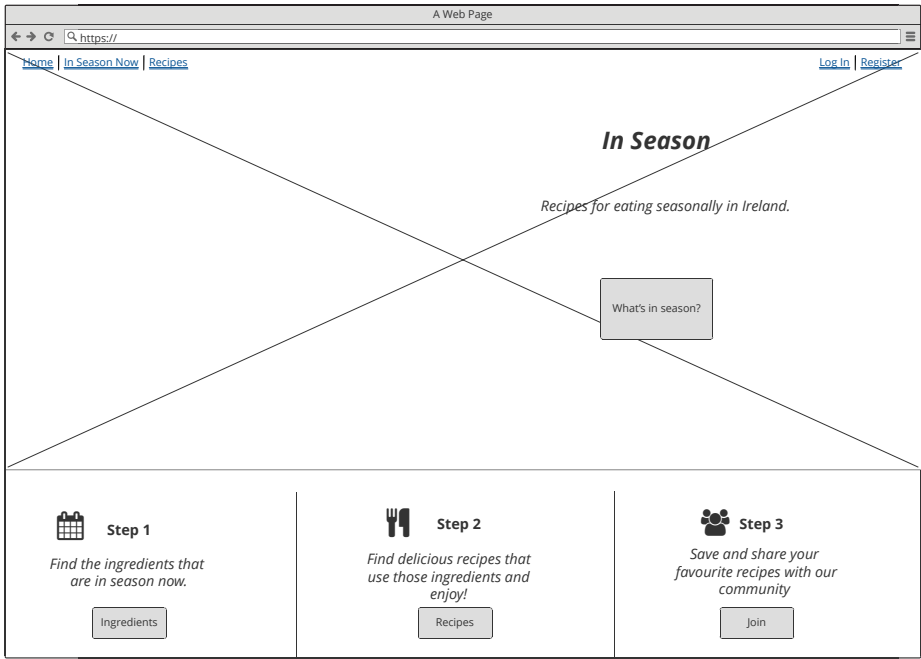 A Web Page
https://
Home | In Season Now | Recipes
Log In | Register
In Season
Recipes for eating seasonally in Ireland.
What's in season?
Step 1
Find the ingredients that
are in season now.
Ingredients
Step 2
Find delicious recipes that
use those ingredients and
enjoy!
Recipes
Step 3
Save and share your
favourite recipes with our
community
Join